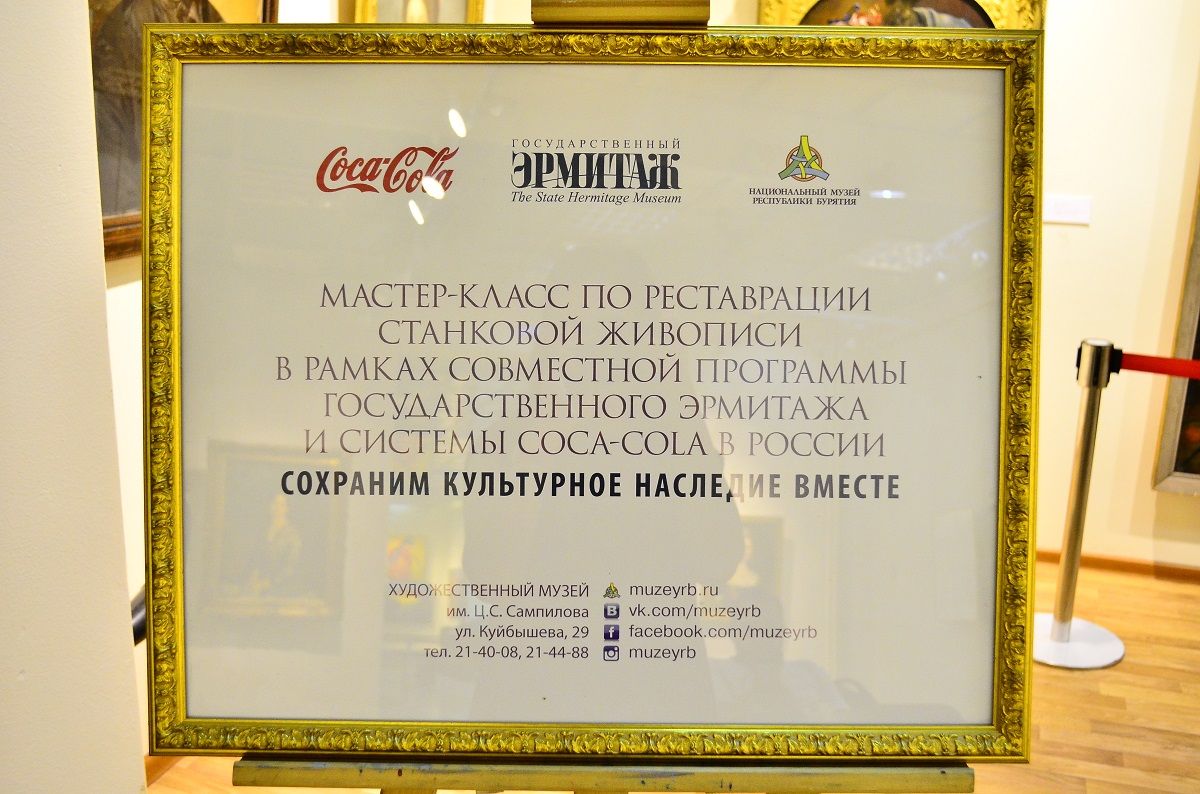 Coca-Cola
ГОСУДАРСТВЕННЫЙ
ЭРМИТАЖ
The State Hermitage Museum
НАЦИОНАЛЬНЫЙ МУЗЕЙ
РЕСПУБЛИКИ БУРЯТИЯ
МАСТЕР-КЛАСС ПО РЕСТАВРАЦИИ
СТАНКОВОЙ ЖИВОПИСИ
В РАМКАХ СОВМЕСТНОЙ ПРОГРАММЫ
ГОСУДАРСТВЕННОГО ЭРМИТАЖА
И СИСТЕМЫ COCA-COLA В РОССИИ
СОХРАНИМ КУЛЬТУРНОЕ НАСЛЕДИЕ ВМЕСТЕ
ХУДОЖЕСТВЕННЫЙ МУЗЕЙ
им. Ц.С. Сампилова
ул. Куйбышева, 29
тел. 21-40-08, 21-44-88
muzeyrb.ru
vk.com/muzeyrb
facebook.com/muzeyrb
muzeyrb